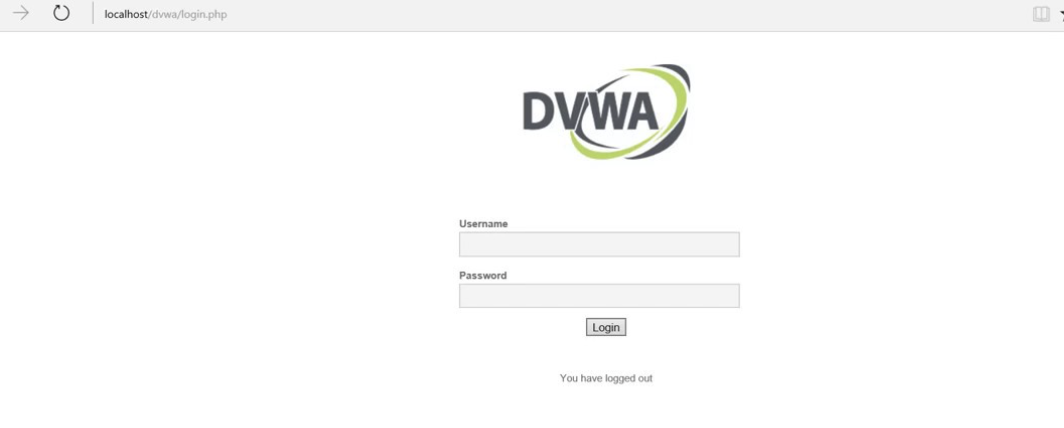 localhost/dvwa/login.php
DVWA
Username
Password
Login
You have logged out